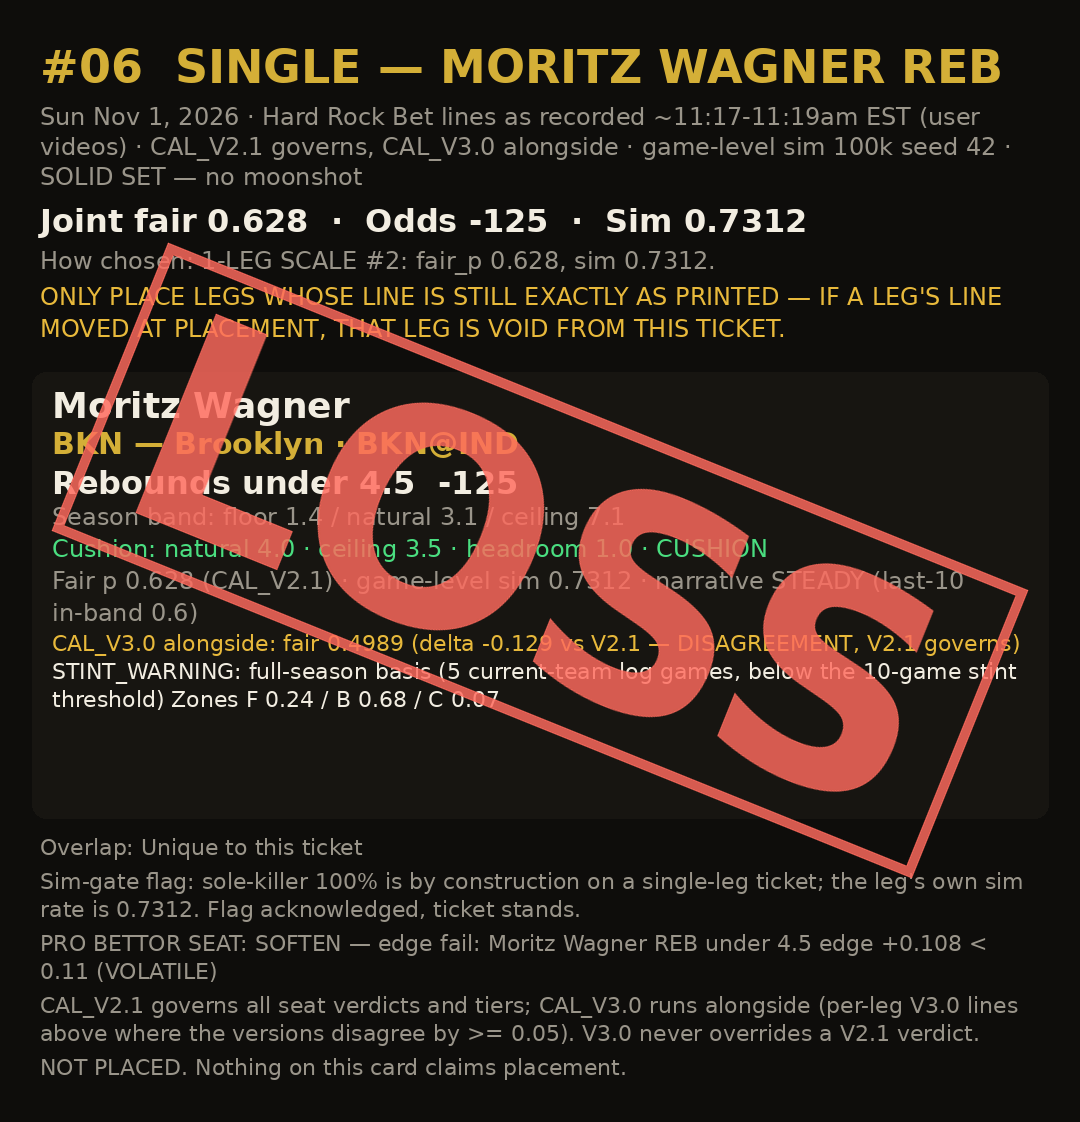 #06 SINGLE — MORITZ WAGNER REB
Sun Nov 1, 2026 · Hard Rock Bet lines as recorded ~11:17-11:19am EST (user
videos) · CAL_V2.1 governs, CAL_V3.0 alongside · game-level sim 100k seed 42 ·
SOLID SET — no moonshot
Joint fair 0.628 · Odds -125 · Sim 0.7312
How chosen: 1-LEG SCALE #2: fair_p 0.628, sim 0.7312.
ONLY PLACE LEGS WHOSE LINE IS STILL EXACTLY AS PRINTED — IF A LEG'S LINE
MOVED AT PLACEMENT, THAT LEG IS VOID FROM THIS TICKET.
Moritz Wagner
BKN — Brooklyn · BKN@IND
Rebounds under 4.5 -125
Season band: floor 1.4 / natural 3.1 / ceiling 7.1
Cushion: natural 4.0 · ceiling 3.5 · headroom 1.0 · CUSHION
Fair p 0.628 (CAL_V2.1) · game-level sim 0.7312 · narrative STEADY (last-10
in-band 0.6)
CAL_V3.0 alongside: fair 0.4989 (delta -0.129 vs V2.1 — DISAGREEMENT, V2.1 governs)
STINT_WARNING: full-season basis (5 current-team log games, below the 10-game stint
threshold) Zones F 0.24 / B 0.68 / C 0.07
LOSS
Overlap: Unique to this ticket
Sim-gate flag: sole-killer 100% is by construction on a single-leg ticket; the leg's own sim
rate is 0.7312. Flag acknowledged, ticket stands.
PRO BETTOR SEAT: SOFTEN — edge fail: Moritz Wagner REB under 4.5 edge +0.108 <
0.11 (VOLATILE)
CAL_V2.1 governs all seat verdicts and tiers; CAL_V3.0 runs alongside (per-leg V3.0 lines
above where the versions disagree by >= 0.05). V3.0 never overrides a V2.1 verdict.
NOT PLACED. Nothing on this card claims placement.